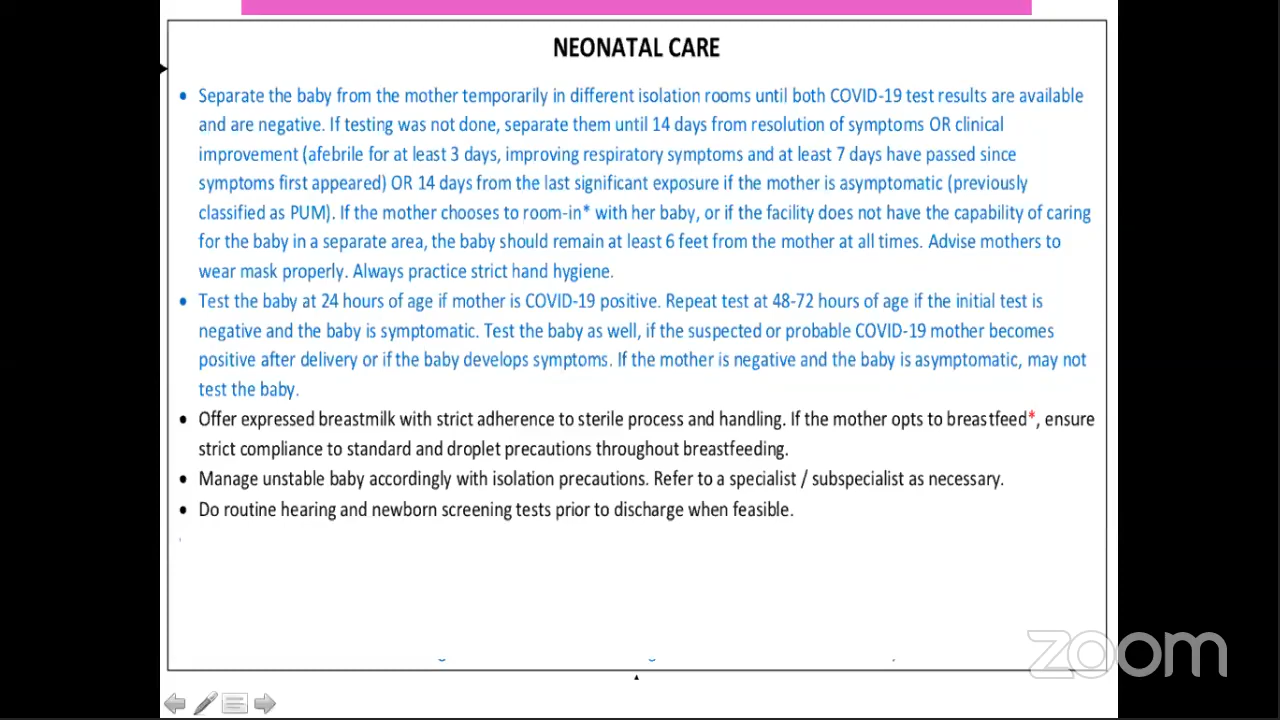 NEONATAL CARE
• Separate the baby from the mother temporarily in different isolation rooms until both COVID-19 test results are available
and are negative. If testing was not done, separate them until 14 days from resolution of symptoms OR clinical
improvement (afebrile for at least 3 days, improving respiratory symptoms and at least 7 days have passed since
symptoms first appeared) OR 14 days from the last significant exposure if the mother is asymptomatic (previously
classified as PUM). If the mother chooses to room-in* with her baby, or if the facility does not have the capability of caring
for the baby in a separate area, the baby should remain at least 6 feet from the mother at all times. Advise mothers to
wear mask properly. Always practice strict hand hygiene.
• Test the baby at 24 hours of age if mother is COVID-19 positive. Repeat test at 48-72 hours of age if the initial test is
negative and the baby is symptomatic. Test the baby as well, if the suspected or probable COVID-19 mother becomes
positive after delivery or if the baby develops symptoms. If the mother is negative and the baby is asymptomatic, may not
test the baby.
• Offer expressed breastmilk with strict adherence to sterile process and handling. If the mother opts to breastfeed*, ensure
strict compliance to standard and droplet precautions throughout breastfeeding.
• Manage unstable baby accordingly with isolation precautions. Refer to a specialist / subspecialist as necessary.
• Do routine hearing and newborn screening tests prior to discharge when feasible.
zoom